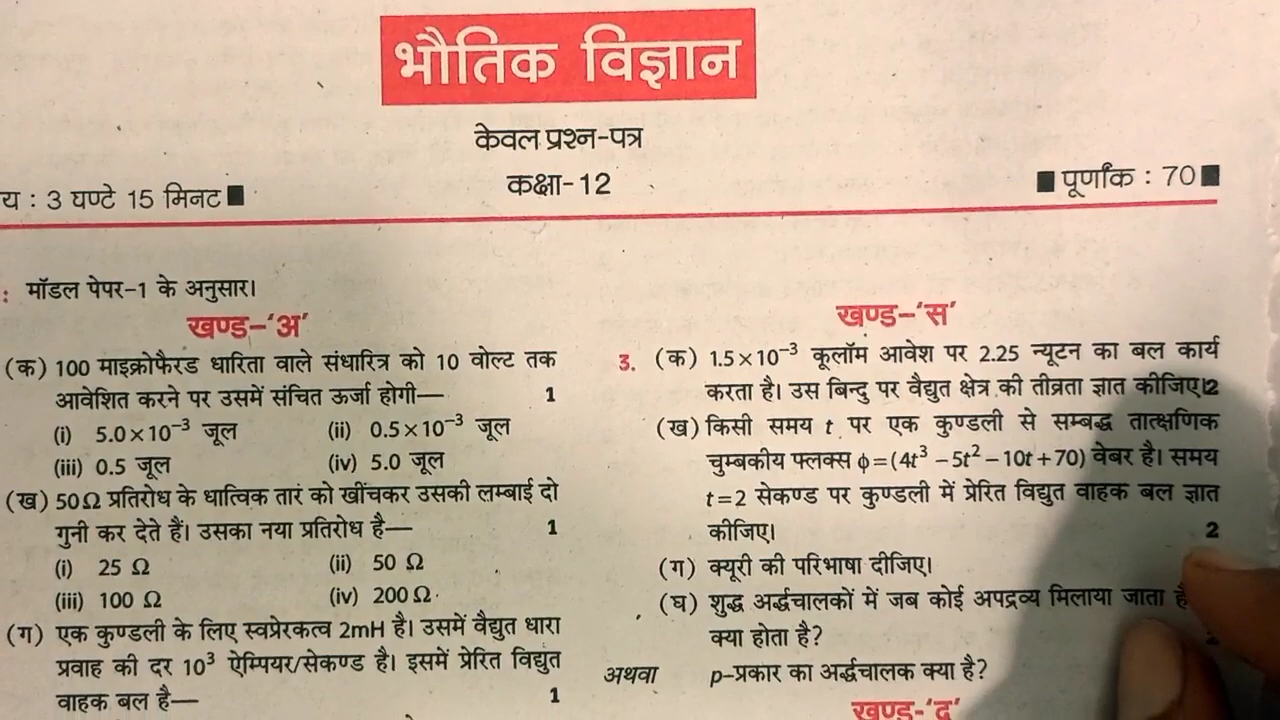 भौतिक विज्ञान
केवल प्रश्न-पत्र
कक्षा-12
य : 3 घण्टे 15 मिनट ■
■ पूर्णांक : 70 ■
: मॉडल पेपर-1 के अनुसार।
खण्ड-‘अ’
(क) 100 माइक्रोफैरड धारिता वाले संधारित्र को 10 वोल्ट तक
आवेशित करने पर उसमें संचित ऊर्जा होगी— 1
(i) 5.0×10⁻³ जूल (ii) 0.5×10⁻³ जूल
(iii) 0.5 जूल (iv) 5.0 जूल
(ख) 50Ω प्रतिरोध के धात्विक तार को खींचकर उसकी लम्बाई दो
गुनी कर देते हैं। उसका नया प्रतिरोध है— 1
(i) 25 Ω (ii) 50 Ω
(iii) 100 Ω (iv) 200 Ω
(ग) एक कुण्डली के लिए स्वप्रेरकत्व 2mH है। उसमें वैद्युत धारा
प्रवाह की दर 10³ ऐम्पियर/सेकण्ड है। इसमें प्रेरित विद्युत
वाहक बल है— 1
खण्ड-‘स’
3. (क) 1.5×10⁻³ कूलॉम आवेश पर 2.25 न्यूटन का बल कार्य
करता है। उस बिन्दु पर वैद्युत क्षेत्र की तीव्रता ज्ञात कीजिए।2
(ख) किसी समय t पर एक कुण्डली से सम्बद्ध तात्क्षणिक
चुम्बकीय फ्लक्स ϕ=(4t³ −5t² −10t+70) वेबर है। समय
t=2 सेकण्ड पर कुण्डली में प्रेरित विद्युत वाहक बल ज्ञात
कीजिए। 2
(ग) क्यूरी की परिभाषा दीजिए।
(घ) शुद्ध अर्द्धचालकों में जब कोई अपद्रव्य मिलाया जाता
क्या होता है?
अथवा p-प्रकार का अर्द्धचालक क्या है?
खण्ड-‘द’